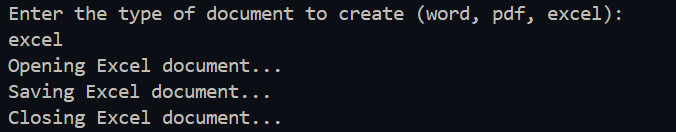 Enter the type of document to create (word, pdf, excel):
excel
Opening Excel document...
Saving Excel document...
Closing Excel document...